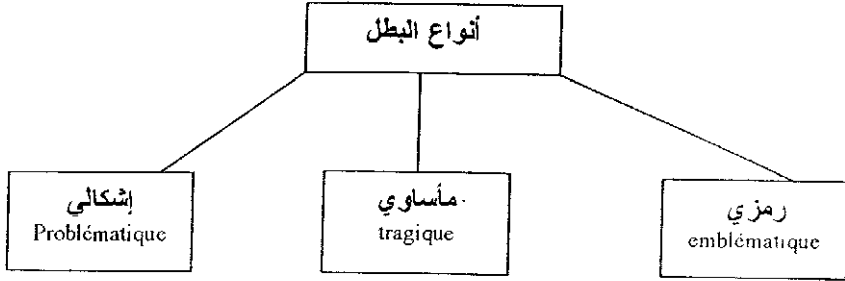 أنواع البطل
رمزي
emblématique
مأساوي
tragique
إشكالي
Problématique